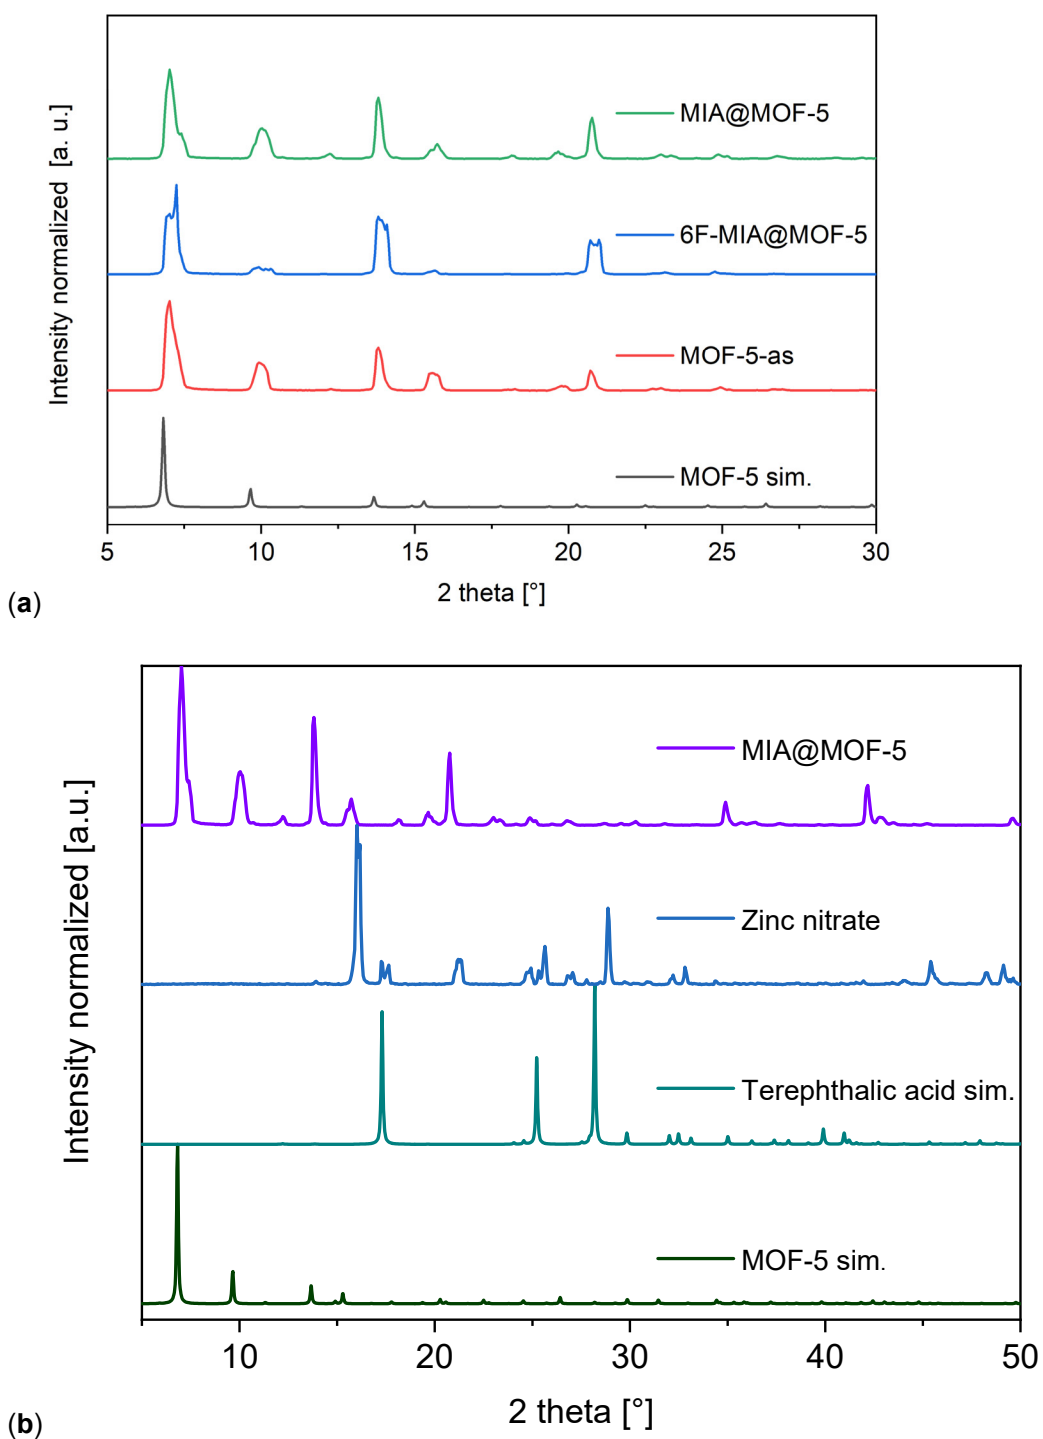 Intensity normalized [a. u.]
MIA@MOF-5
6F-MIA@MOF-5
MOF-5-as
MOF-5 sim.
5 10 15 20 25 30
2 theta [°]
(a)
Intensity normalized [a.u.]
MIA@MOF-5
Zinc nitrate
Terephthalic acid sim.
MOF-5 sim.
10 20 30 40 50
2 theta [°]
(b)